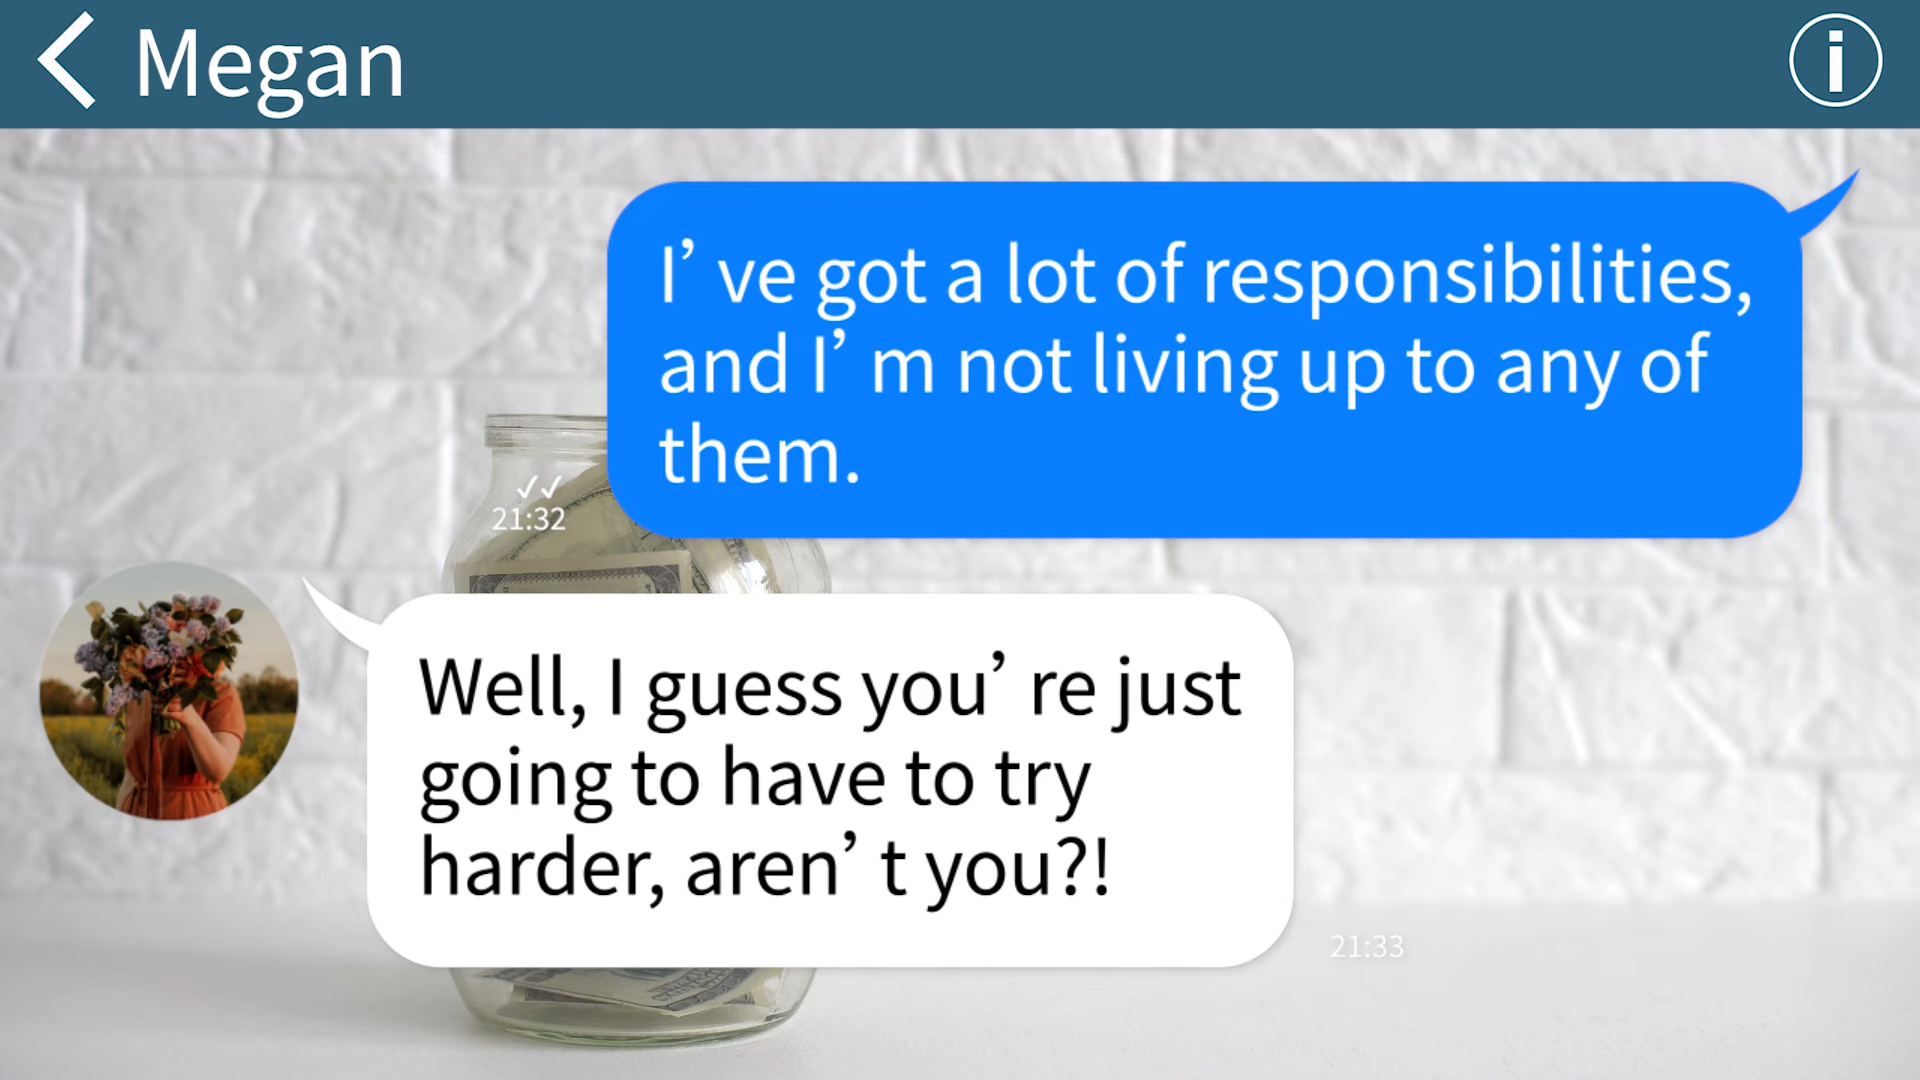 Megan
I’ve got a lot of responsibilities,
and I’m not living up to any of
them.
21:32
Well, I guess you’re just
going to have to try
harder, aren’t you?!
21:33